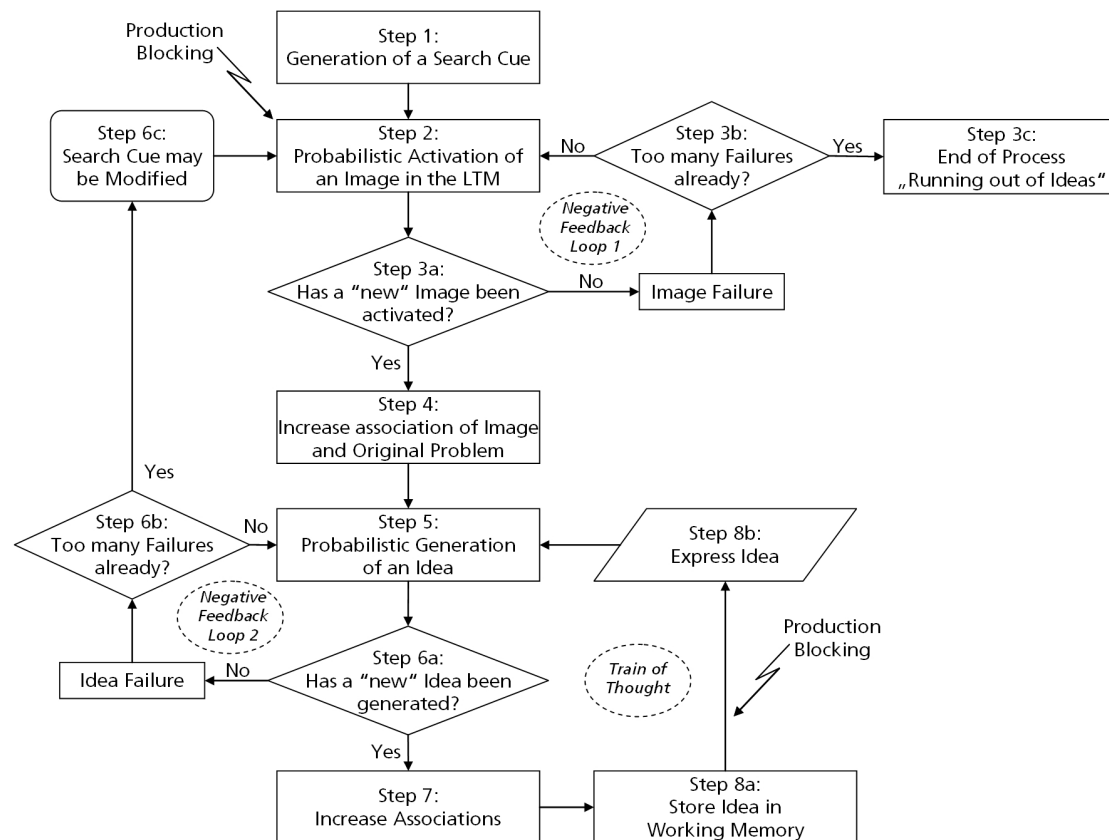 Production
Blocking
Step 1:
Generation of a Search Cue
Step 6c:
Search Cue may
be Modified
Step 2:
Probabilistic Activation of
an Image in the LTM
No
Step 3b:
Too many Failures
already?
Yes
Step 3c:
End of Process
„Running out of Ideas“
Negative
Feedback
Loop 1
Step 3a:
Has a “new“ Image been
activated?
No
Image Failure
Yes
Step 4:
Increase association of Image
and Original Problem
Yes
Step 6b:
Too many Failures
already?
No
Step 5:
Probabilistic Generation
of an Idea
Step 8b:
Express Idea
Negative
Feedback
Loop 2
Production
Blocking
Idea Failure
No
Step 6a:
Has a “new“ Idea been
generated?
Train of
Thought
Yes
Step 7:
Increase Associations
Step 8a:
Store Idea in
Working Memory